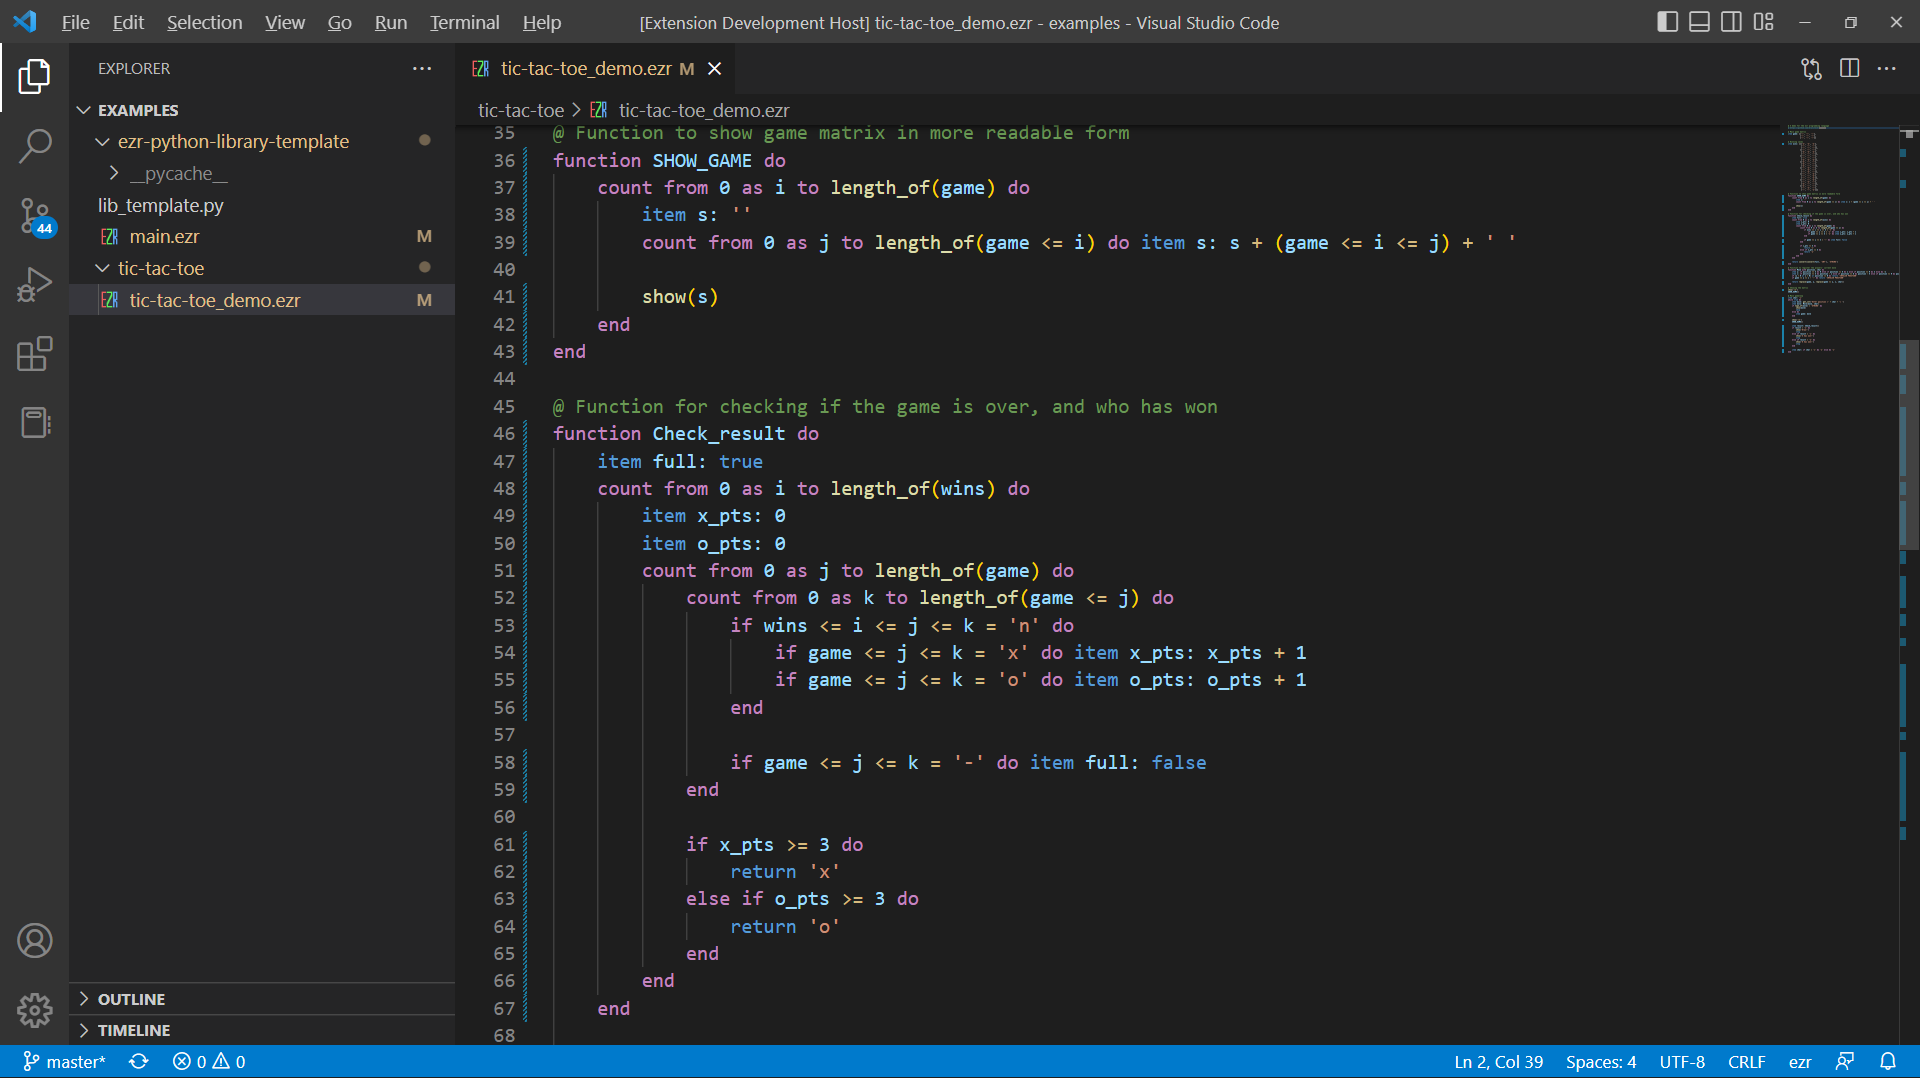 File Edit Selection View Go Run Terminal Help
[Extension Development Host] tic-tac-toe_demo.ezr - examples - Visual Studio Code
EXPLORER
EXAMPLES
ezr-python-library-template
__pycache__
lib_template.py
EZR main.ezr M
tic-tac-toe
EZR tic-tac-toe_demo.ezr M
OUTLINE
TIMELINE
44
EZR tic-tac-toe_demo.ezr M
tic-tac-toe > EZR tic-tac-toe_demo.ezr
35 @ Function to show game matrix in more readable form
36 function SHOW_GAME do
37 count from 0 as i to length_of(game) do
38 item s: ''
39 count from 0 as j to length_of(game <= i) do item s: s + (game <= i <= j) + ' '
40
41 show(s)
42 end
43 end
44
45 @ Function for checking if the game is over, and who has won
46 function Check_result do
47 item full: true
48 count from 0 as i to length_of(wins) do
49 item x_pts: 0
50 item o_pts: 0
51 count from 0 as j to length_of(game) do
52 count from 0 as k to length_of(game <= j) do
53 if wins <= i <= j <= k = 'n' do
54 if game <= j <= k = 'x' do item x_pts: x_pts + 1
55 if game <= j <= k = 'o' do item o_pts: o_pts + 1
56 end
57
58 if game <= j <= k = '-' do item full: false
59 end
60
61 if x_pts >= 3 do
62 return 'x'
63 else if o_pts >= 3 do
64 return 'o'
65 end
66 end
67 end
68
master* 0 0
Ln 2, Col 39 Spaces: 4 UTF-8 CRLF ezr